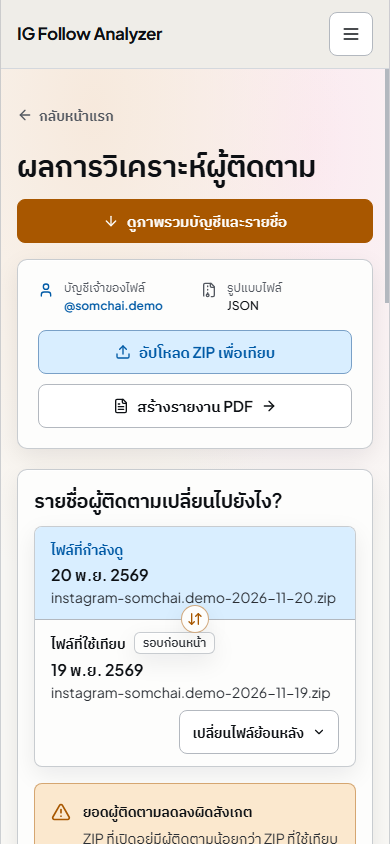 IG Follow Analyzer
กลับหน้าแรก
ผลการวิเคราะห์ผู้ติดตาม
ดูภาพรวมบัญชีและรายชื่อ
บัญชีเจ้าของไฟล์
@somchai.demo
รูปแบบไฟล์
JSON
อัปโหลด ZIP เพื่อเทียบ
สร้างรายงาน PDF
รายชื่อผู้ติดตามเปลี่ยนไปยังไง?
ไฟล์ที่กำลังดู
20 พ.ย. 2569
instagram-somchai.demo-2026-11-20.zip
ไฟล์ที่ใช้เทียบ รอบก่อนหน้า
19 พ.ย. 2569
instagram-somchai.demo-2026-11-19.zip
เปลี่ยนไฟล์ย้อนหลัง
ยอดผู้ติดตามลดลงผิดสังเกต
ZIP ที่เปิดอยู่มีผู้ติดตามน้อยกว่า ZIP ที่ใช้เทียบ